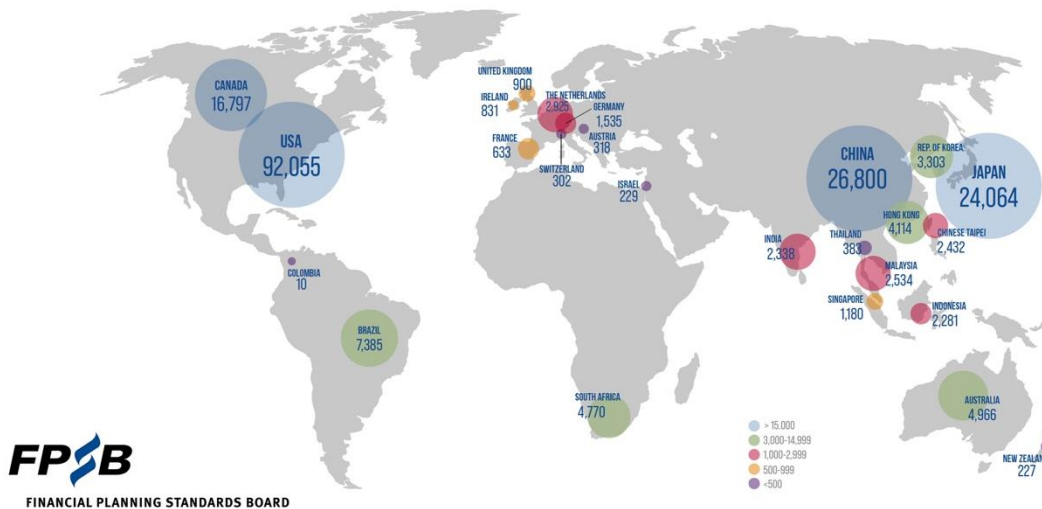 CANADA
16,797
USA
92,055
UNITED KINGDOM
900
IRELAND
831
THE NETHERLANDS
2,925
GERMANY
1,535
FRANCE
633
AUSTRIA
318
SWITZERLAND
302
ISRAEL
229
CHINA
26,800
REP. OF KOREA:
3,303
JAPAN
24,064
HONG KONG
4,114
CHINESE TAIPEI
2,432
INDIA
2,338
THAILAND
383
MALAYSIA
2,534
SINGAPORE
1,180
INDONESIA
2,281
COLOMBIA
10
BRAZIL
7,385
SOUTH AFRICA
4,770
AUSTRALIA
4,966
NEW ZEALAN
227
> 15.000
3,000-14,999
1,000-2,999
500-999
<500
FPSB
FINANCIAL PLANNING STANDARDS BOARD